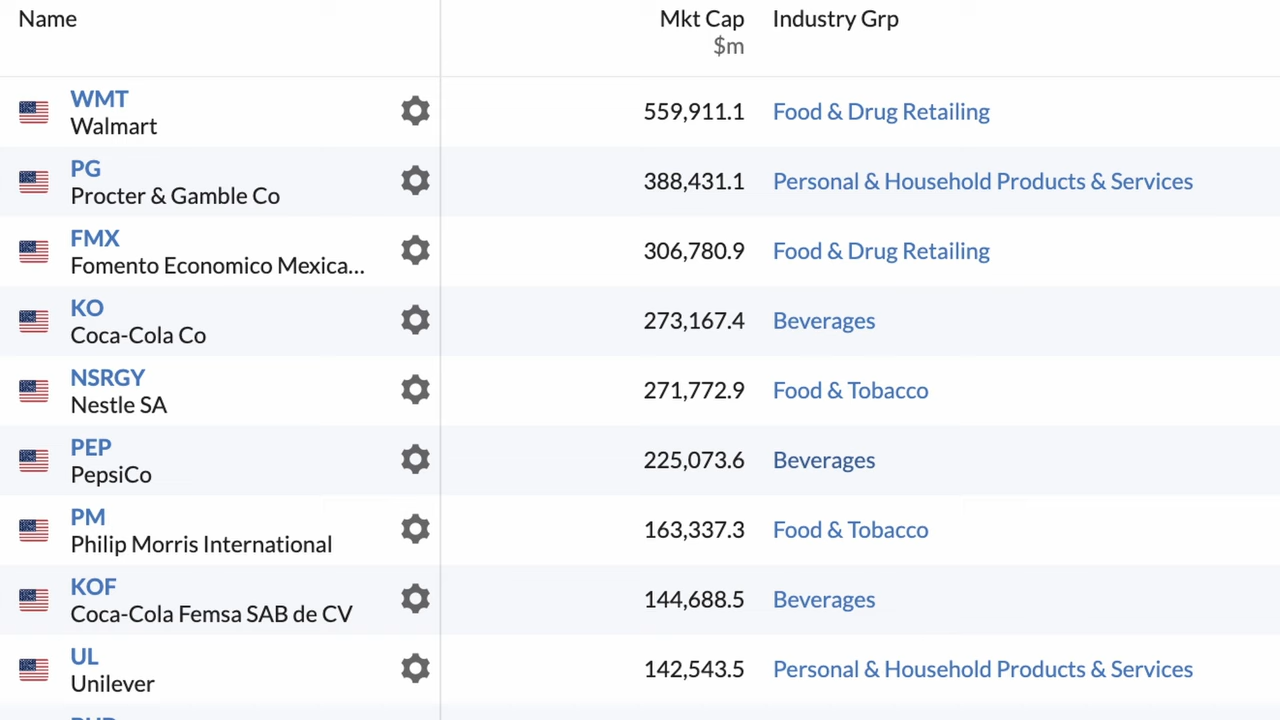 Name Mkt Cap Industry Grp
$m
WMT
Walmart 559,911.1 Food & Drug Retailing
PG
Procter & Gamble Co 388,431.1 Personal & Household Products & Services
FMX
Fomento Economico Mexica... 306,780.9 Food & Drug Retailing
KO
Coca-Cola Co 273,167.4 Beverages
NSRGY
Nestle SA 271,772.9 Food & Tobacco
PEP
PepsiCo 225,073.6 Beverages
PM
Philip Morris International 163,337.3 Food & Tobacco
KOF
Coca-Cola Femsa SAB de CV 144,688.5 Beverages
UL
Unilever 142,543.5 Personal & Household Products & Services